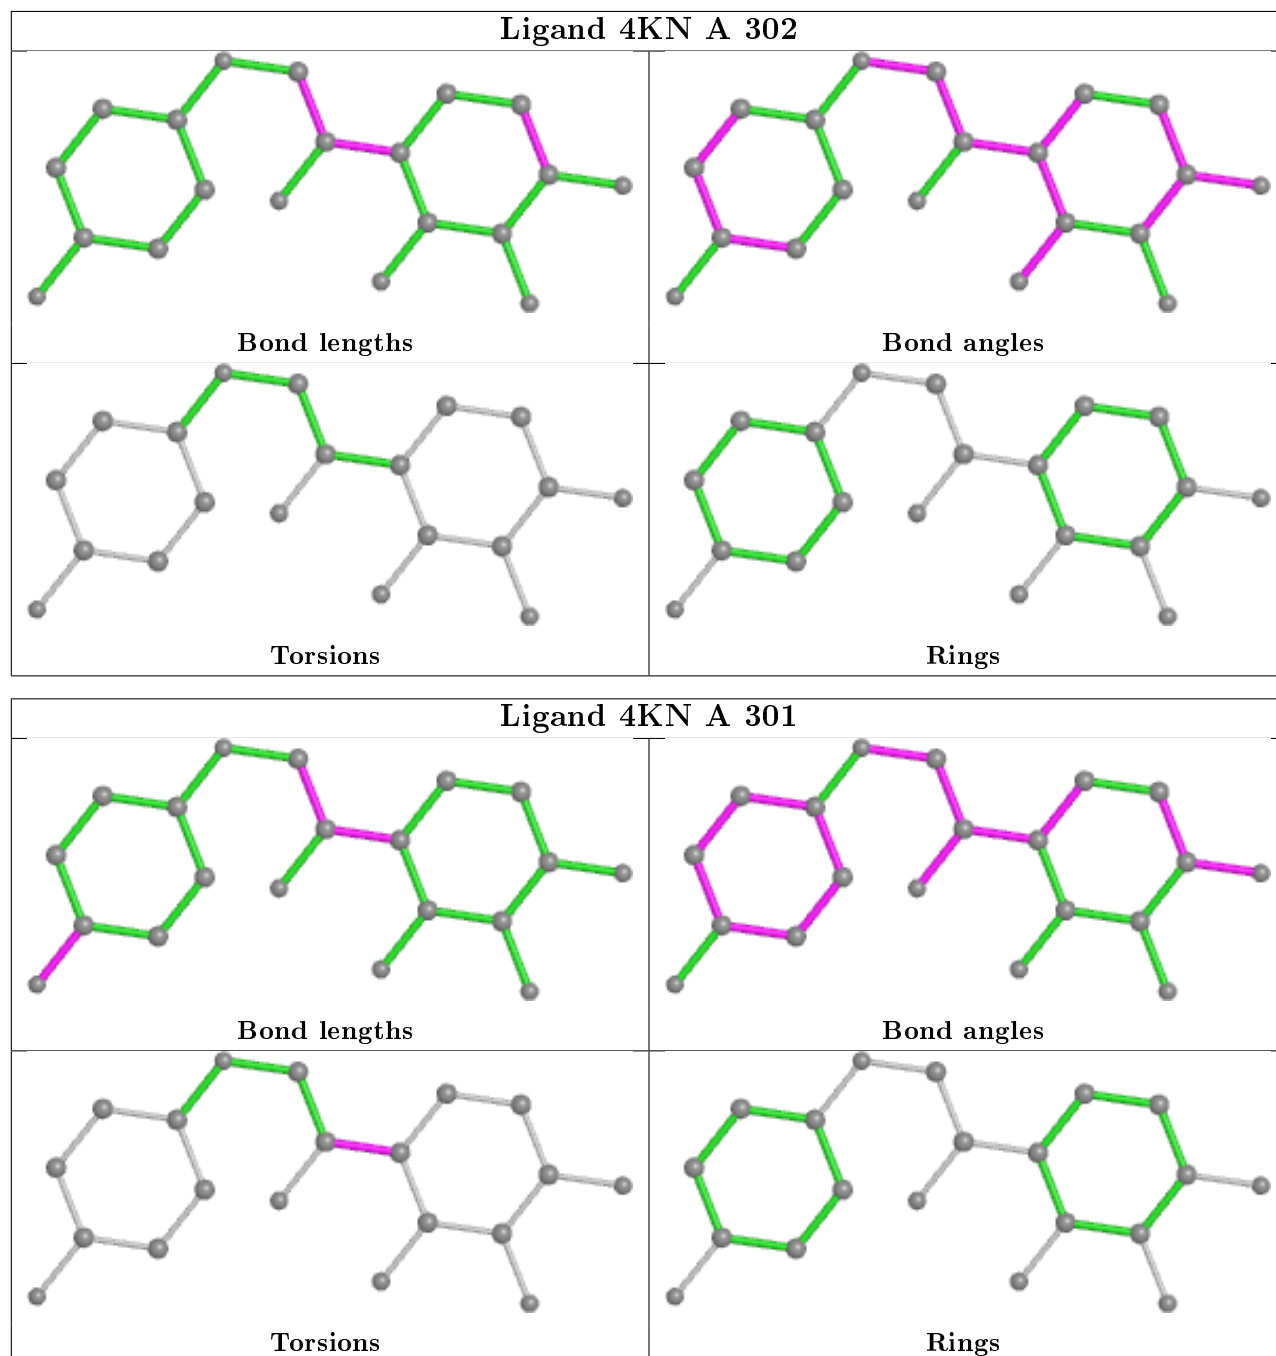 Ligand 4KN A 302
Bond lengths
Bond angles
Torsions
Rings
Ligand 4KN A 301
Bond lengths
Bond angles
Torsions
Rings